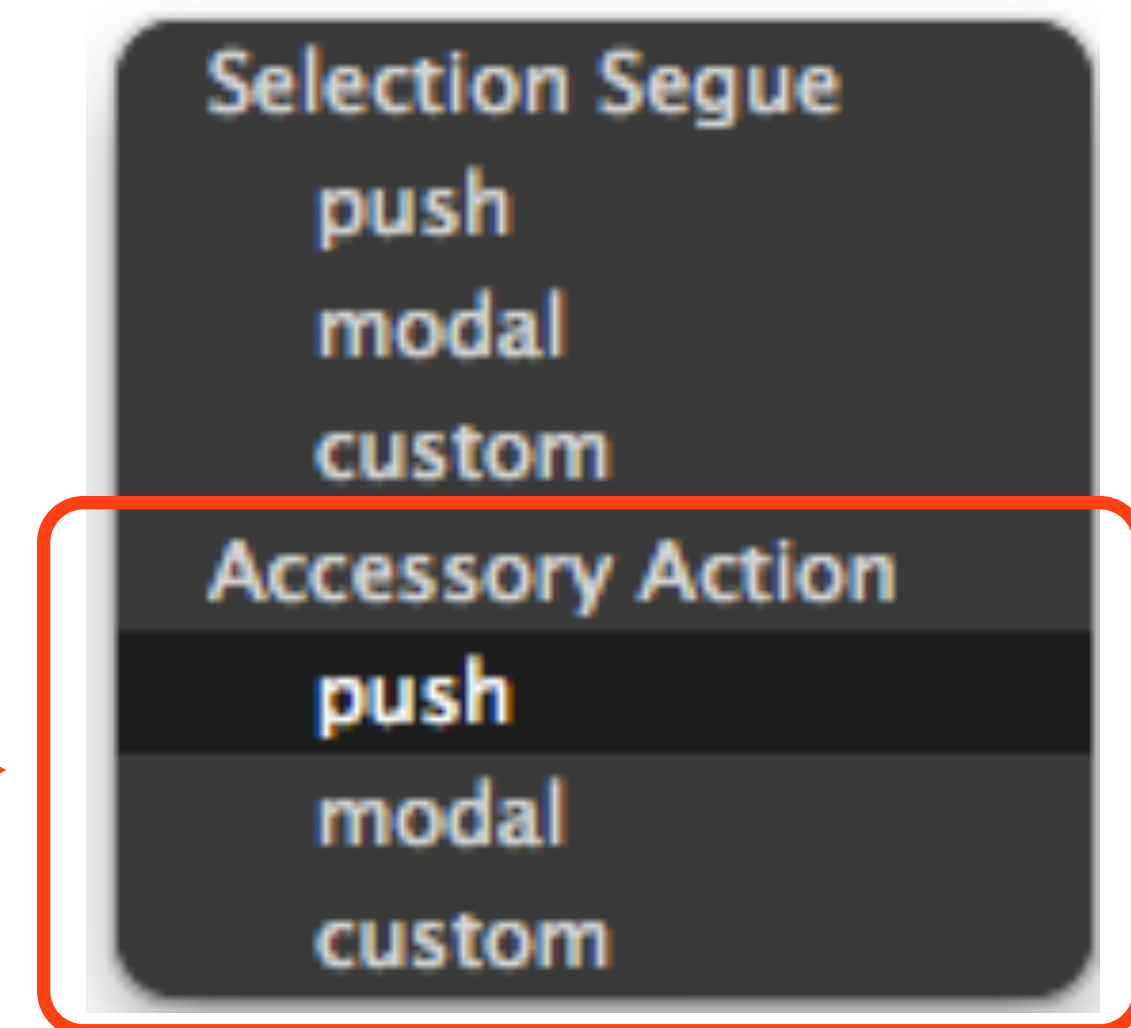 Selection Segue
push
modal
custom
Accessory Action
push
modal
custom